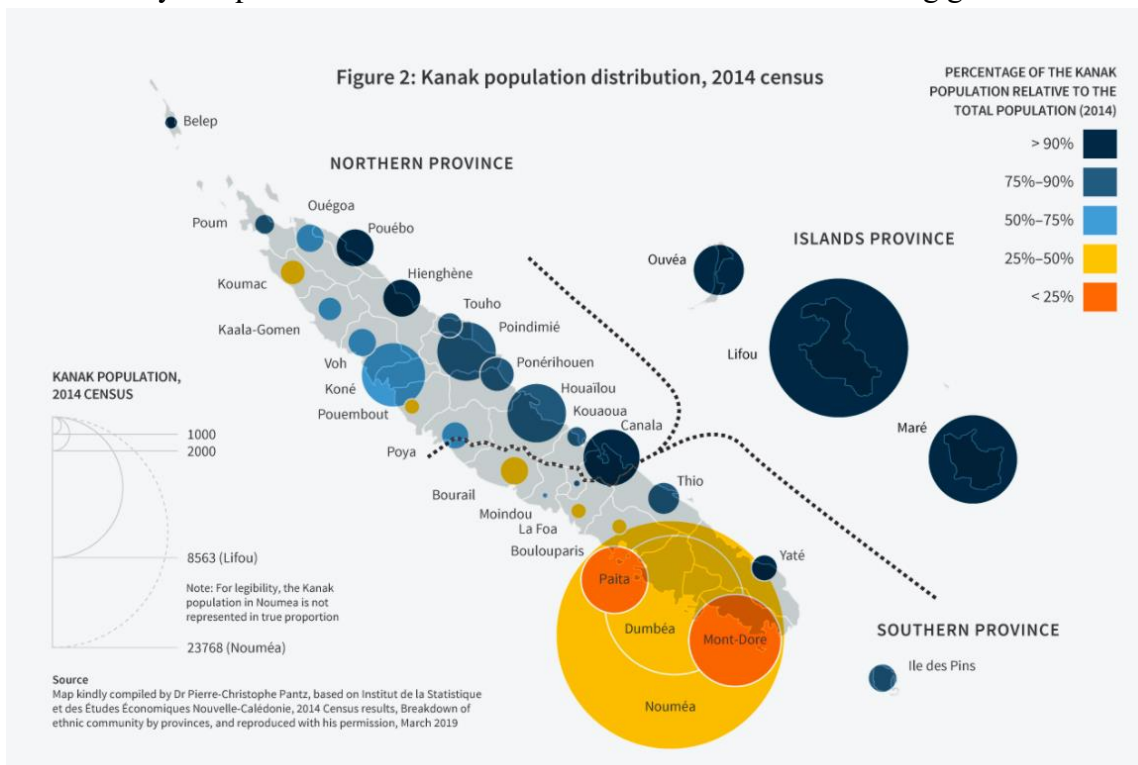 Figure 2: Kanak population distribution, 2014 census
PERCENTAGE OF THE KANAK
POPULATION RELATIVE TO THE
TOTAL POPULATION (2014)
> 90%
75%–90%
50%–75%
25%–50%
< 25%
NORTHERN PROVINCE
ISLANDS PROVINCE
SOUTHERN PROVINCE
Belep
Ouégoa
Poum
Pouébo
Koumac
Hienghène
Kaala-Gomen
Touho
Poindimié
Voh
Ponérihouen
Koné
Houaïlou
Pouembout
Kouaoua
Canala
Poya
Thio
Bourail
Moindou
La Foa
Boulouparis
Yaté
Paita
Dumbéa
Mont-Dore
Nouméa
Ouvéa
Lifou
Maré
Ile des Pins
KANAK POPULATION,
2014 CENSUS
1000
2000
8563 (Lifou)
Note: For legibility, the Kanak
population in Noumea is not
represented in true proportion
23768 (Nouméa)
Source
Map kindly compiled by Dr Pierre-Christophe Pantz, based on Institut de la Statistique
et des Études Économiques Nouvelle-Calédonie, 2014 Census results, Breakdown of
ethnic community by provinces, and reproduced with his permission, March 2019